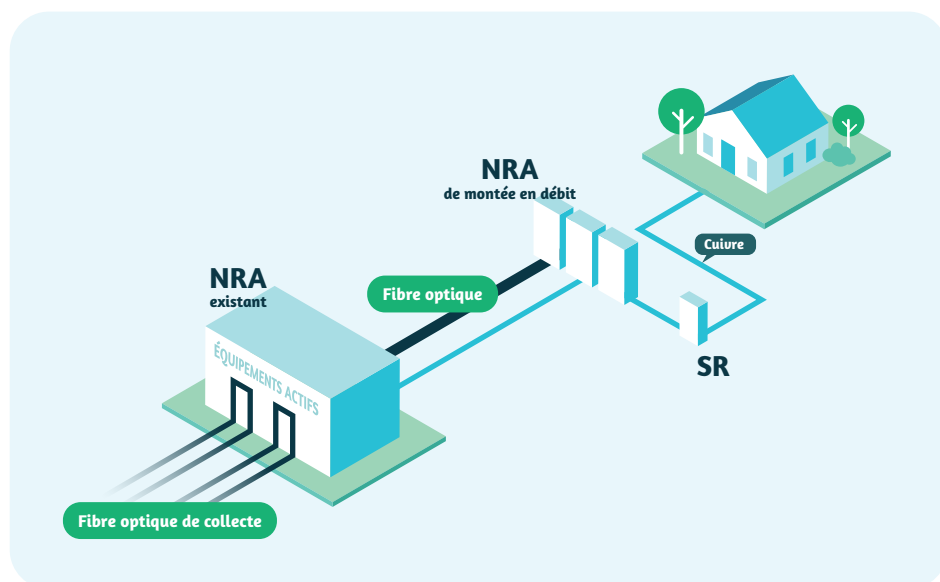 NRA
de montée en débit
Cuivre
NRA
existant
Fibre optique
ÉQUIPEMENTS ACTIFS
SR
Fibre optique de collecte